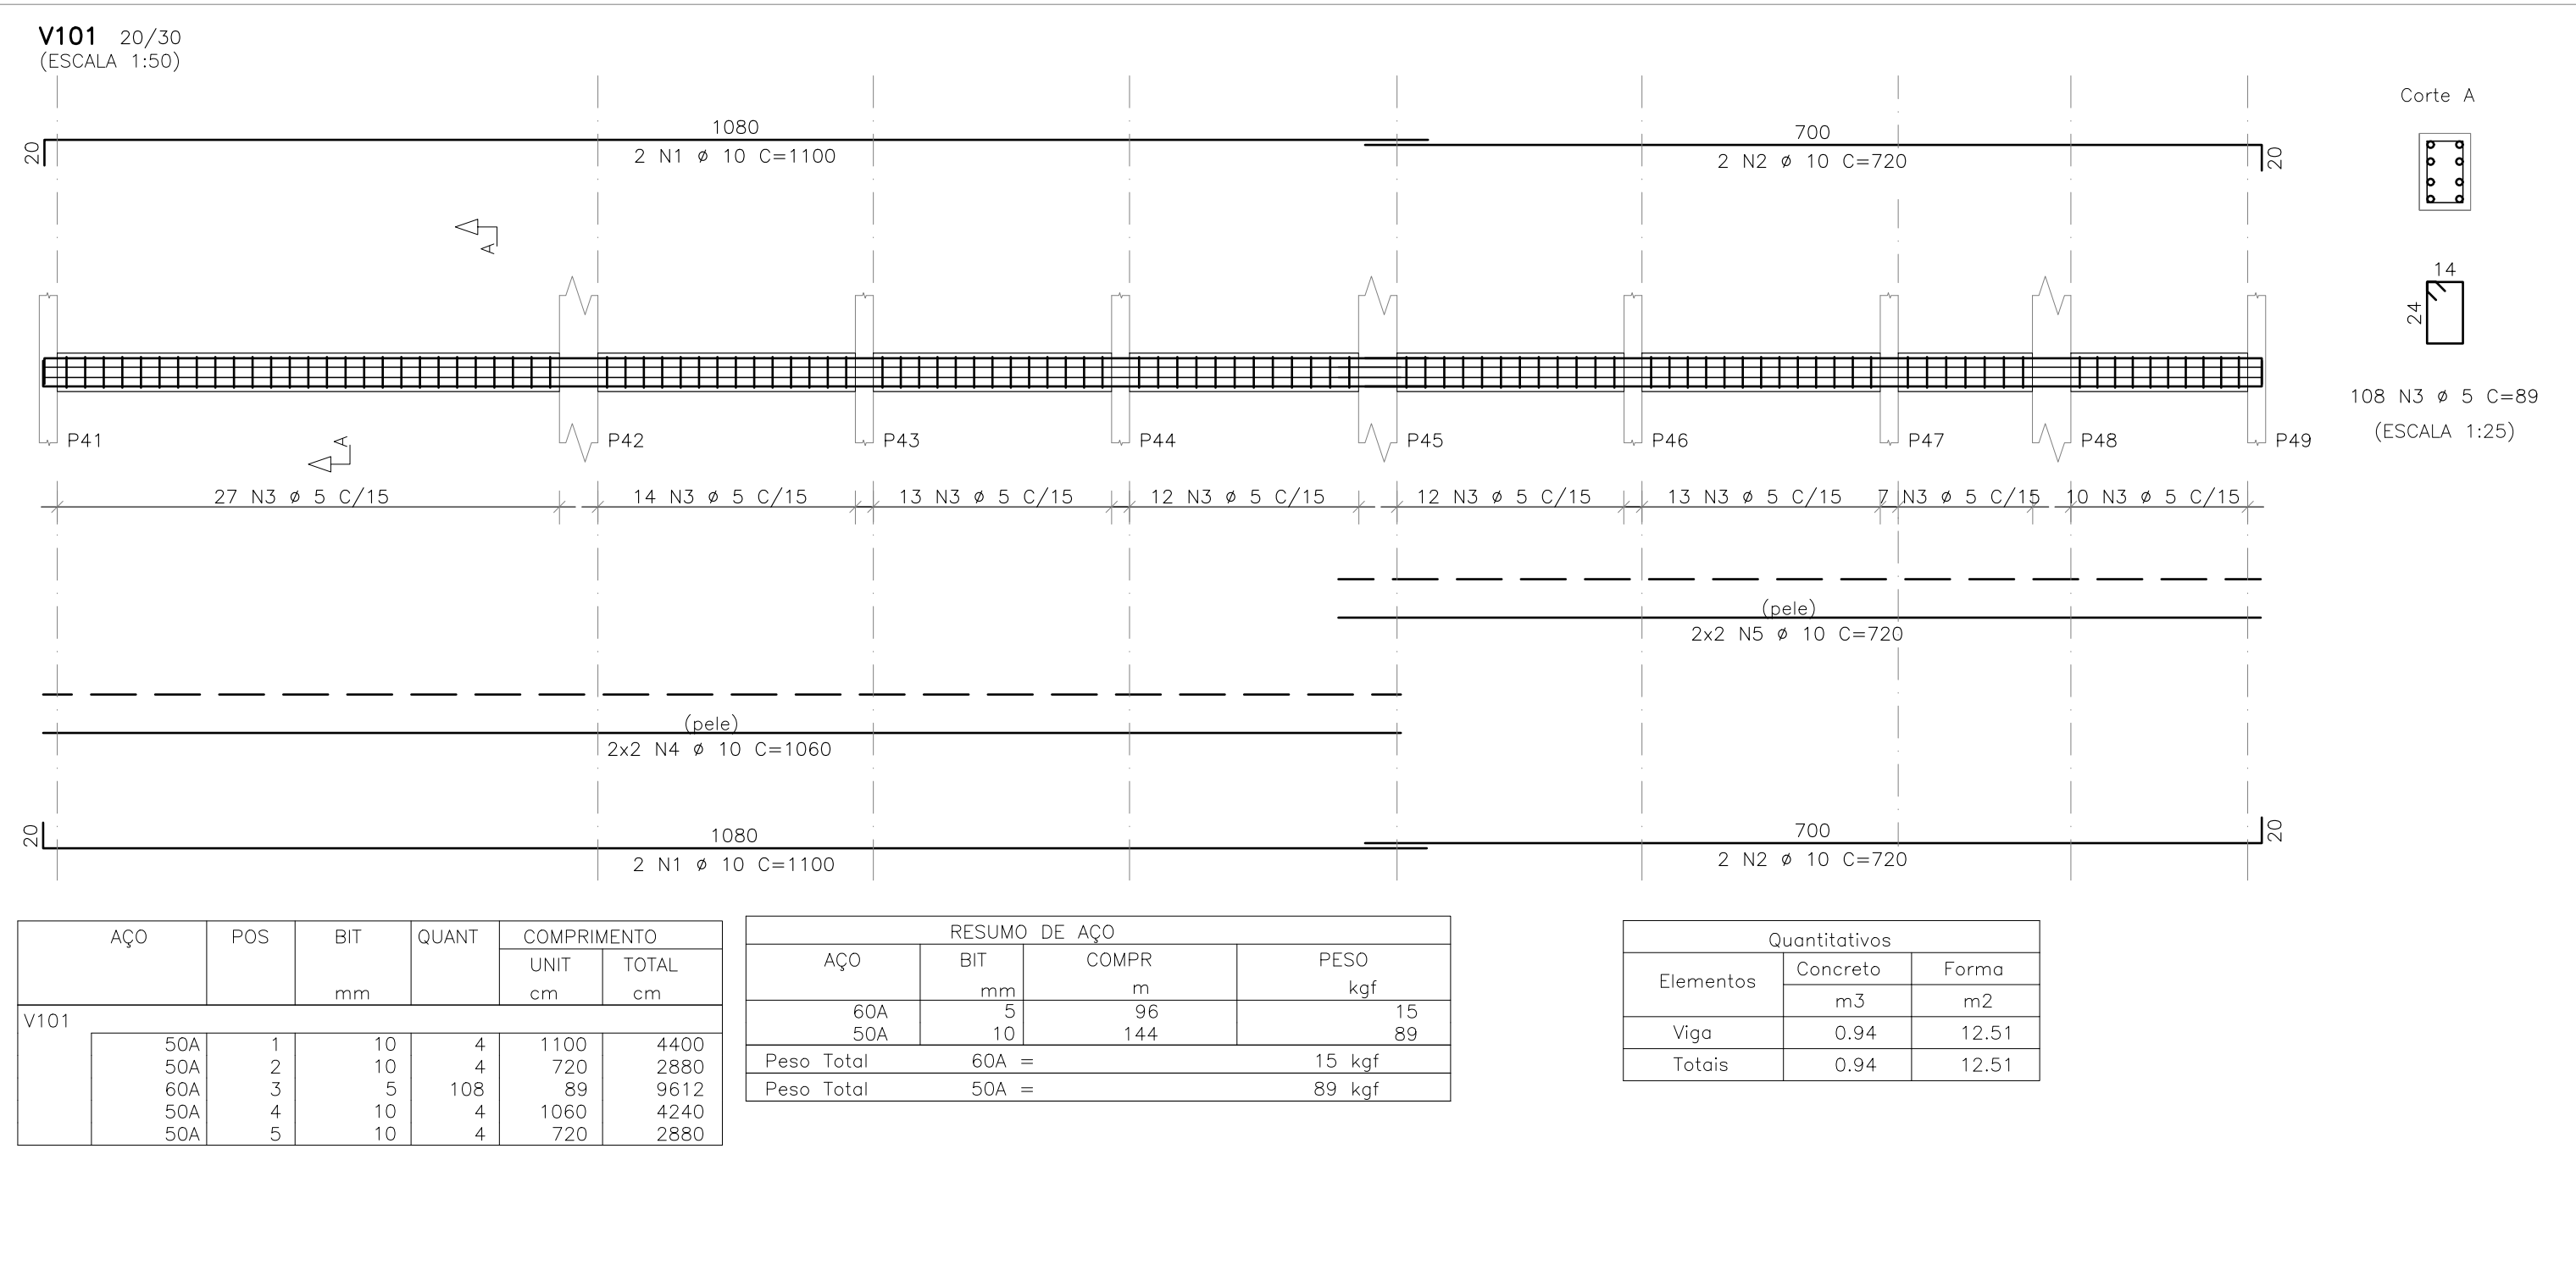 V101 20/30
(ESCALA 1:50)
Corte A
1080
700
20
2 N1 ø 10 C=1100
2 N2 ø 10 C=720
20
A
14
24
108 N3 ø 5 C=89
(ESCALA 1:25)
P41
A
P42
P43
P44
P45
P46
P47
P48
P49
27 N3 ø 5 C/15
14 N3 ø 5 C/15
13 N3 ø 5 C/15
12 N3 ø 5 C/15
12 N3 ø 5 C/15
13 N3 ø 5 C/15
7 N3 ø 5 C/15
10 N3 ø 5 C/15
(pele)
2x2 N5 ø 10 C=720
(pele)
2x2 N4 ø 10 C=1060
20
1080
700
20
2 N1 ø 10 C=1100
2 N2 ø 10 C=720
AÇO POS BIT QUANT COMPRIMENTO
UNIT TOTAL
mm cm cm
V101
50A 1 10 4 1100 4400
50A 2 10 4 720 2880
60A 3 5 108 89 9612
50A 4 10 4 1060 4240
50A 5 10 4 720 2880
RESUMO DE AÇO
AÇO BIT COMPR PESO
mm m kgf
60A 5 96 15
50A 10 144 89
Peso Total 60A = 15 kgf
Peso Total 50A = 89 kgf
Quantitativos
Elementos Concreto Forma
m3 m2
Viga 0.94 12.51
Totais 0.94 12.51